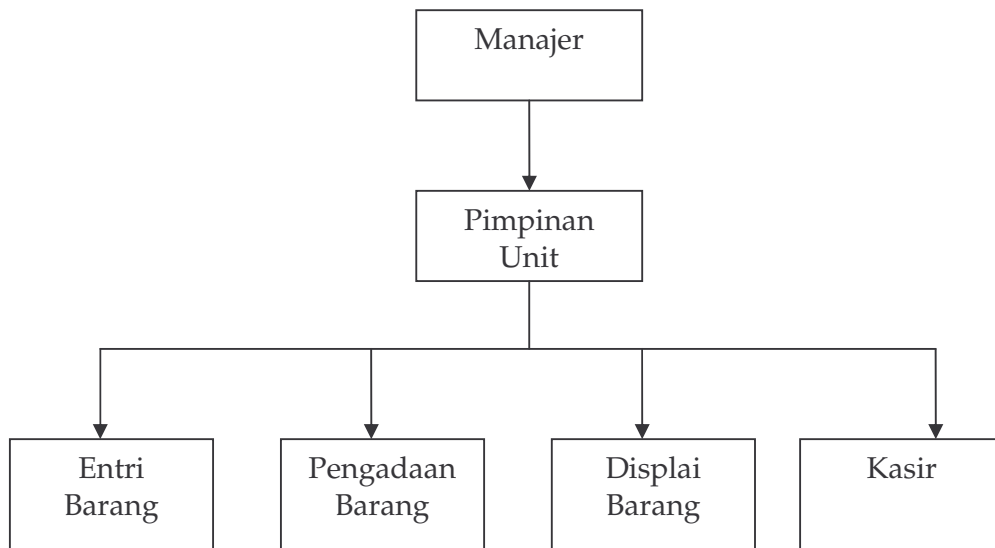 Manajer
Pimpinan
Unit
Entri
Barang
Pengadaan
Barang
Displai
Barang
Kasir